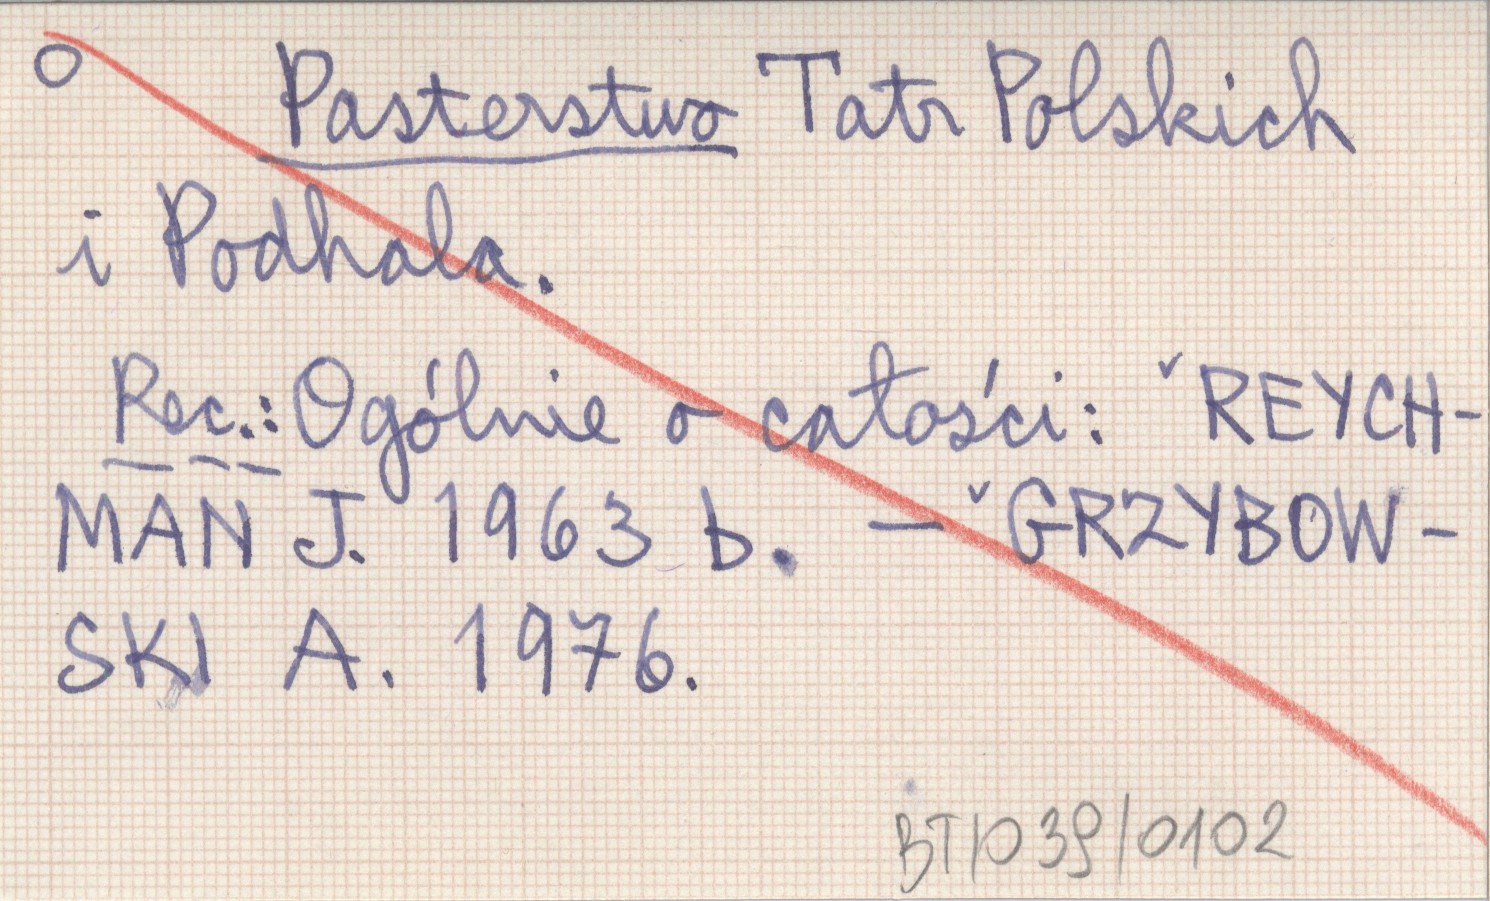 O Pasterstwo Tatr Polskich
i Podhala.
Rec.: Ogólnie o całości: ˇREYCH-
MAN J. 1963 b. — ˇGRZYBOW-
SKI A. 1976.
BT/039/0102